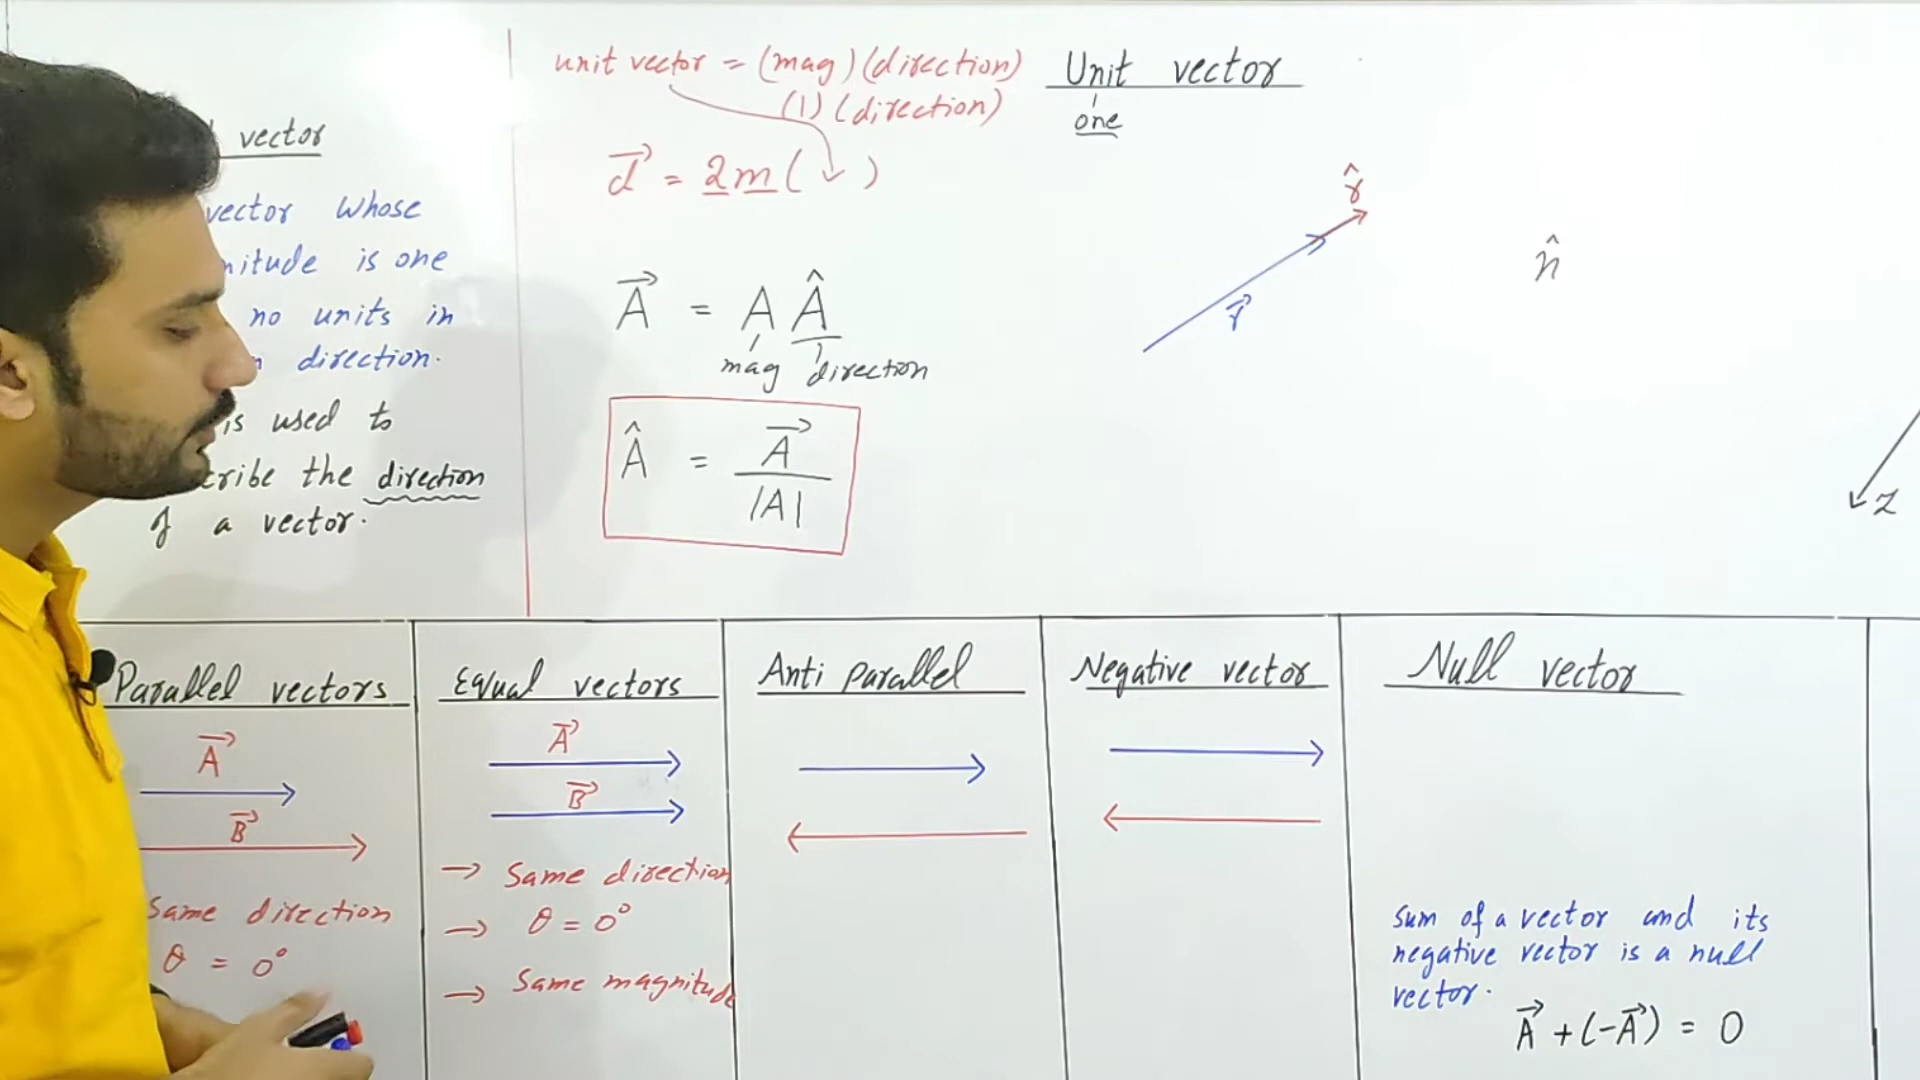 vector
vector whose
is one
no units in
direction.
is used to
the direction
of a vector.
unit vector = (mag) (direction)
(1) (direction)
d⃗ = 2m ( )
A⃗ = A Â
mag direction
Â = A⃗ / |A|
Unit vector
one
r̂
r⃗
n̂
z
Parallel vectors
A⃗
B⃗
Same direction
θ = 0°
Equal vectors
A⃗
B⃗
→ Same direction
→ θ = 0°
→ Same magnitude
Anti parallel
Negative vector
Null vector
sum of a vector and its
negative vector is a null
vector.
A⃗ + (-A⃗) = 0